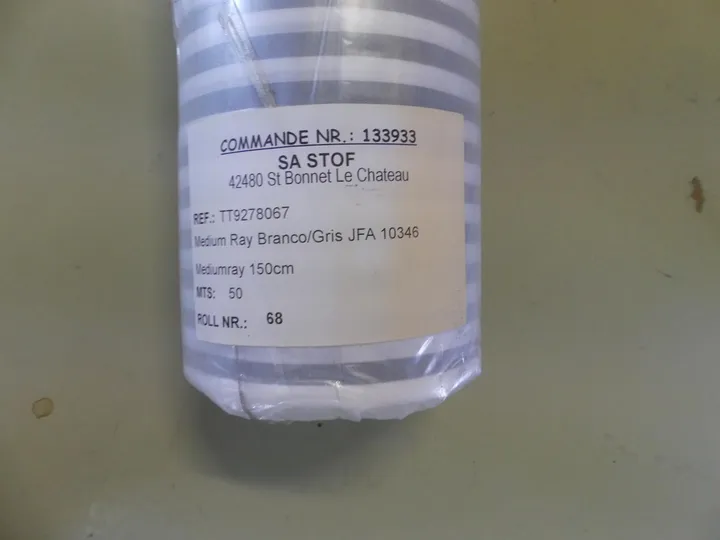 COMMANDE NR.: 133933
SA STOF
42480 St Bonnet Le Chateau
REF.: TT9278067
Medium Ray Branco/Gris JFA 10346
Mediumray 150cm
MTS: 50
ROLL NR.: 68